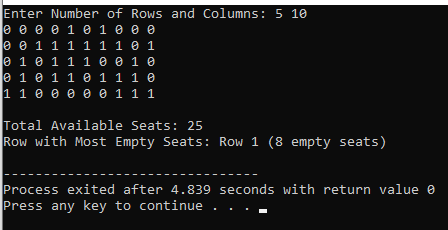 Enter Number of Rows and Columns: 5 10
0 0 0 0 1 0 1 0 0 0
0 0 1 1 1 1 1 1 0 1
0 1 0 1 1 1 0 0 1 0
0 1 0 1 1 0 1 1 1 0
1 1 0 0 0 0 0 1 1 1
Total Available Seats: 25
Row with Most Empty Seats: Row 1 (8 empty seats)
--------------------------------
Process exited after 4.839 seconds with return value 0
Press any key to continue . . .